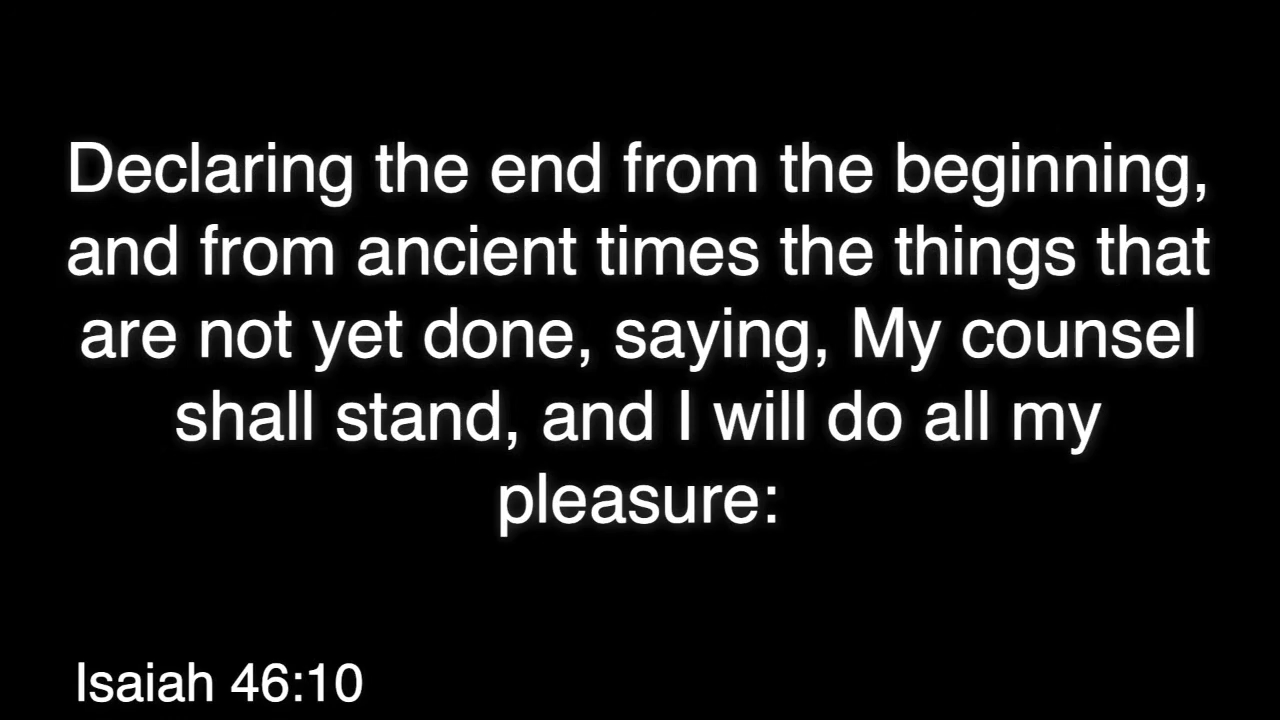 Declaring the end from the beginning,
and from ancient times the things that
are not yet done, saying, My counsel
shall stand, and I will do all my
pleasure:
Isaiah 46:10